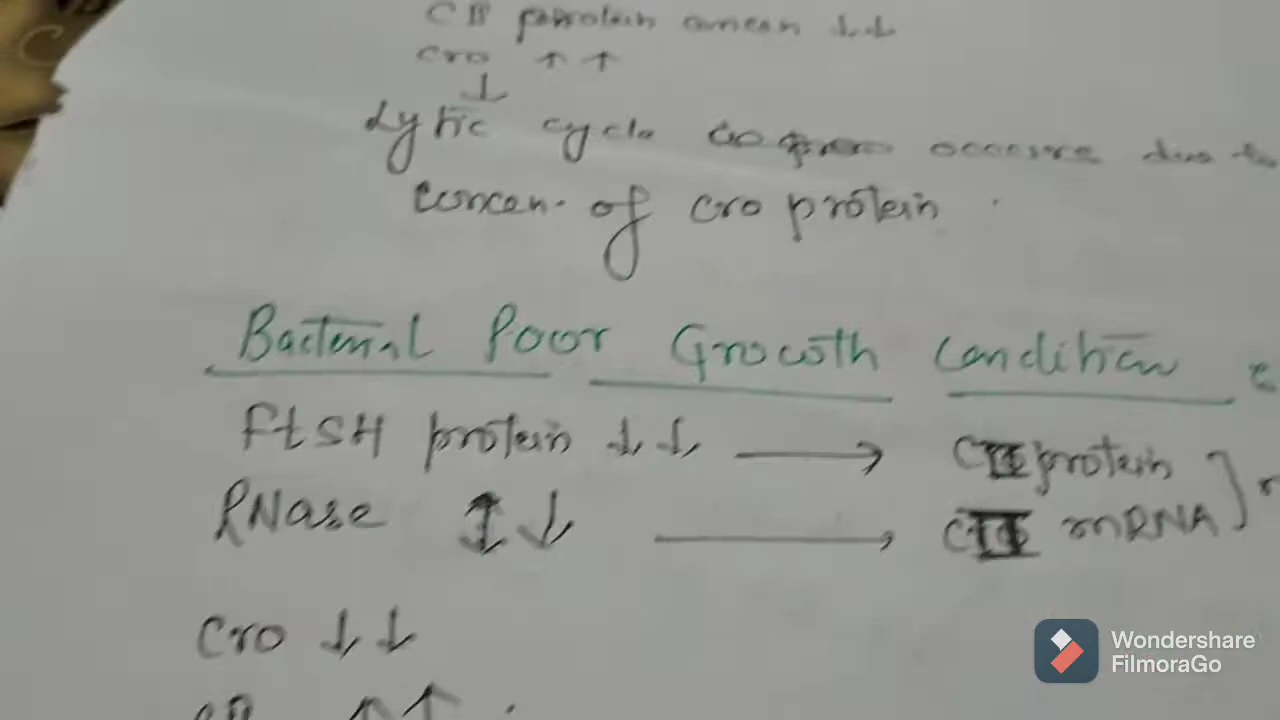 CII protein concen ↓↓
Cro ↑ ↑
↓
Lytic cycle occurs due to
concen. of cro protein.
Bacterial Poor Growth Condition
FtSH protein ↓↓ → CII protein
RNase ↓ → CII mRNA
Cro ↓↓
↑↑
Wondershare
FilmoraGo